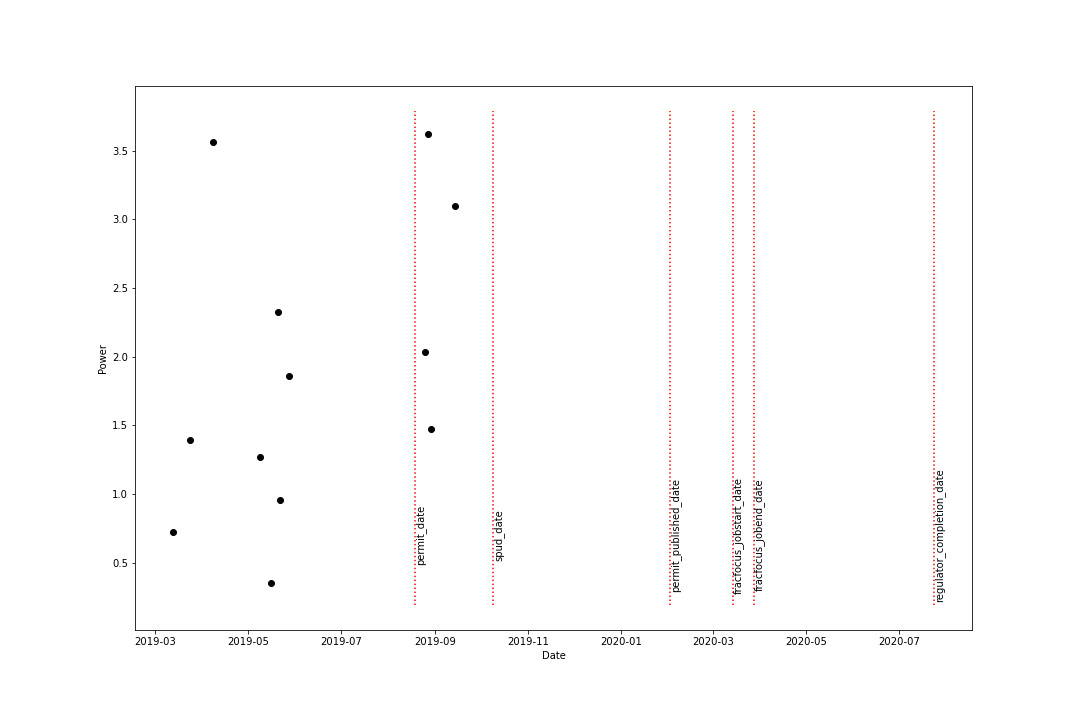 3.5
3.0
2.5
2.0
1.5
1.0
0.5
Power
permit_date
spud_date
permit_published_date
fracfocus_jobstart_date
fracfocus_jobend_date
regulator_completion_date
2019-03 2019-05 2019-07 2019-09 2019-11 2020-01 2020-03 2020-05 2020-07
Date